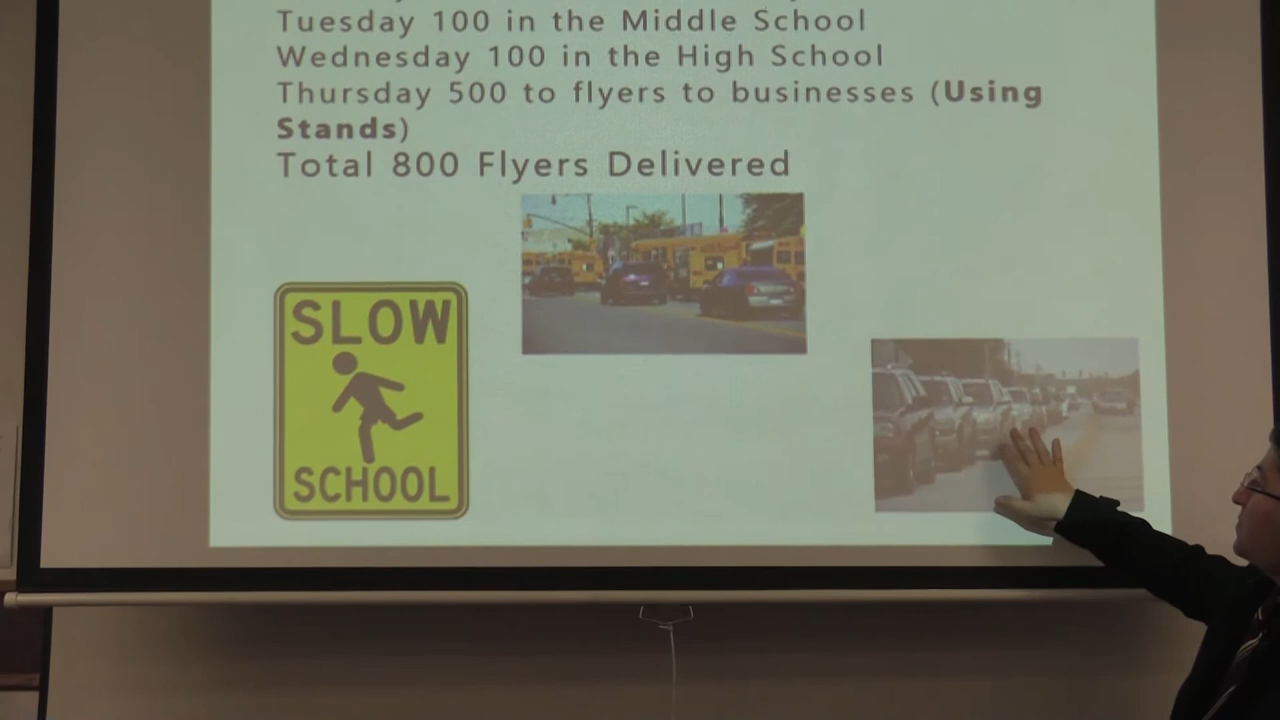 Tuesday 100 in the Middle School
Wednesday 100 in the High School
Thursday 500 to flyers to businesses (Using
Stands)
Total 800 Flyers Delivered
SLOW
SCHOOL